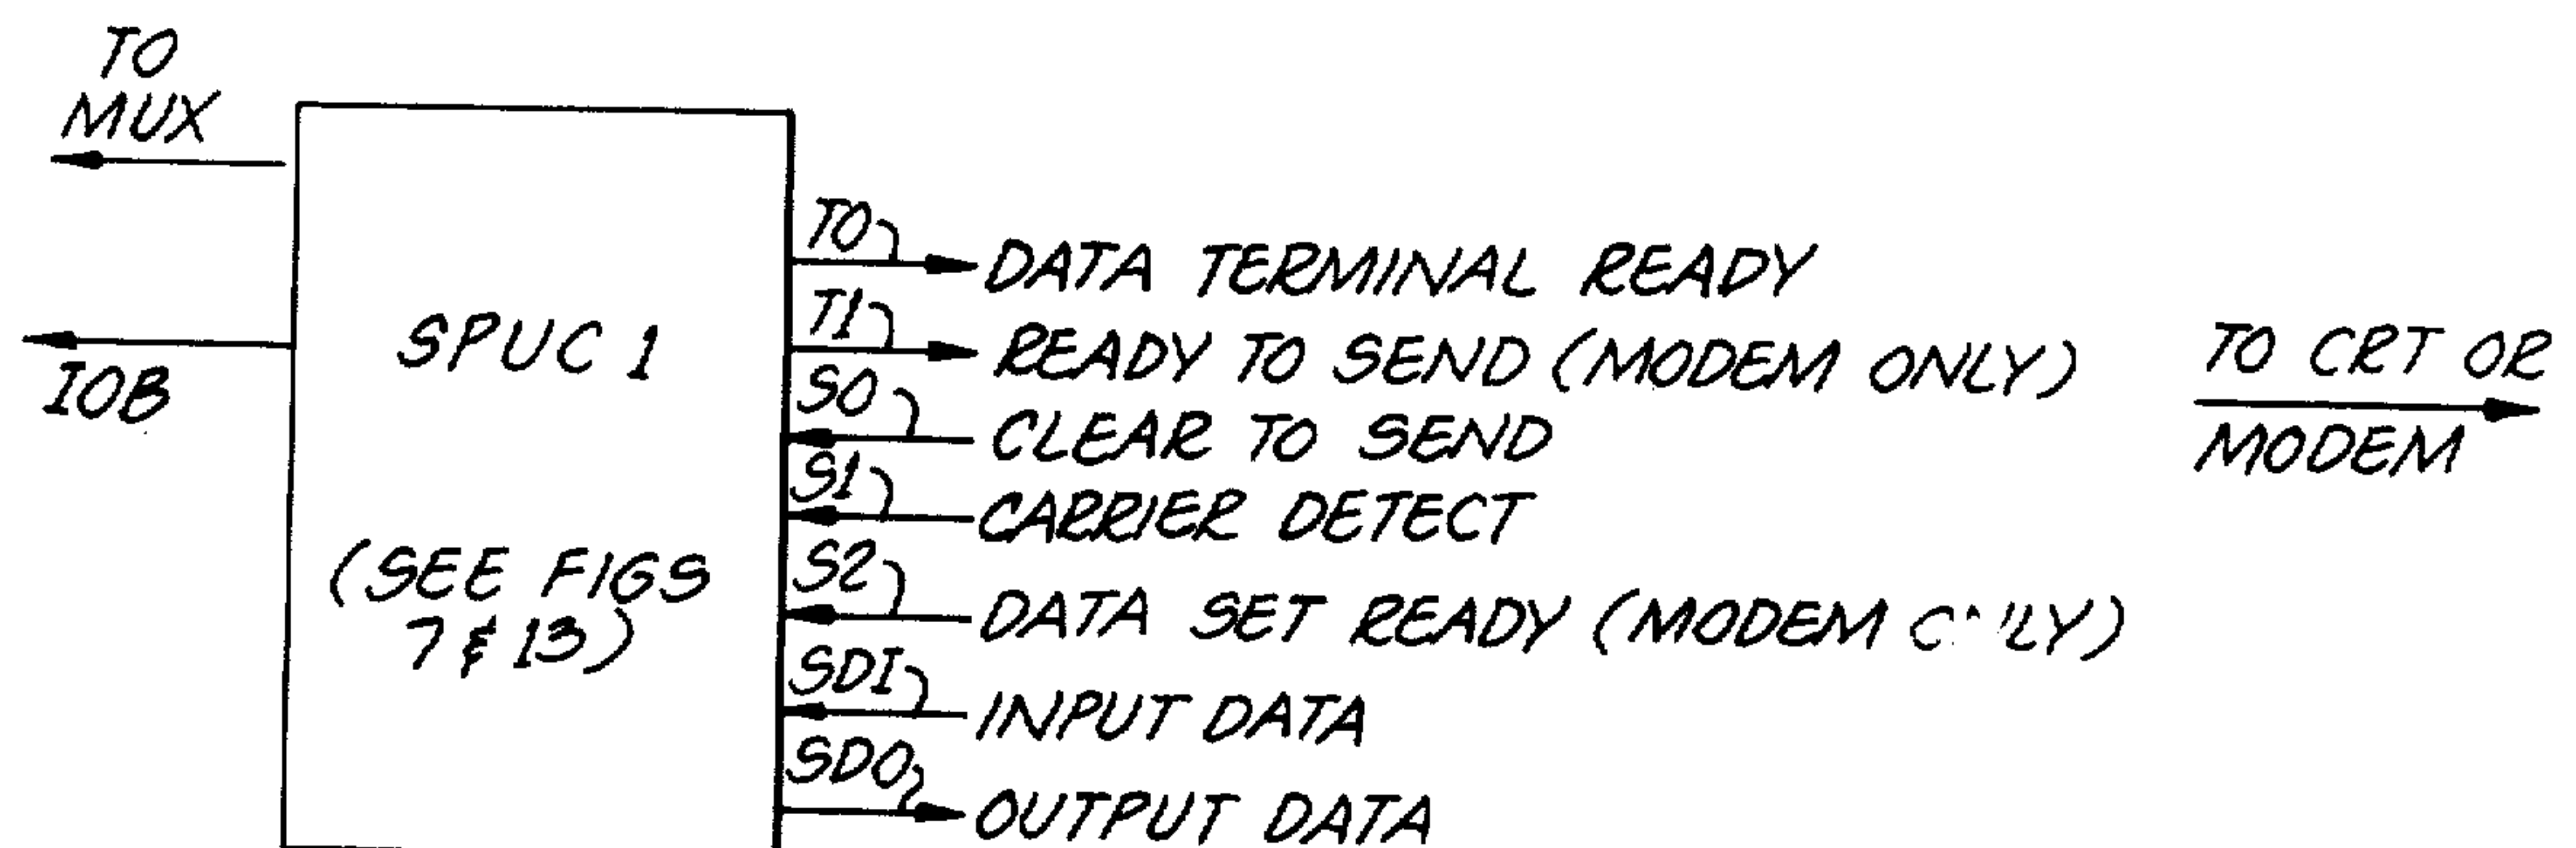 TO
MUX
IOB
SPUC 1
(SEE FIGS
7 & 13)
T0
DATA TERMINAL READY
T1
READY TO SEND (MODEM ONLY)
S0
CLEAR TO SEND
S1
CARRIER DETECT
S2
DATA SET READY (MODEM
SDI
INPUT DATA
SDO
OUTPUT DATA
TO CRT OR
MODEM